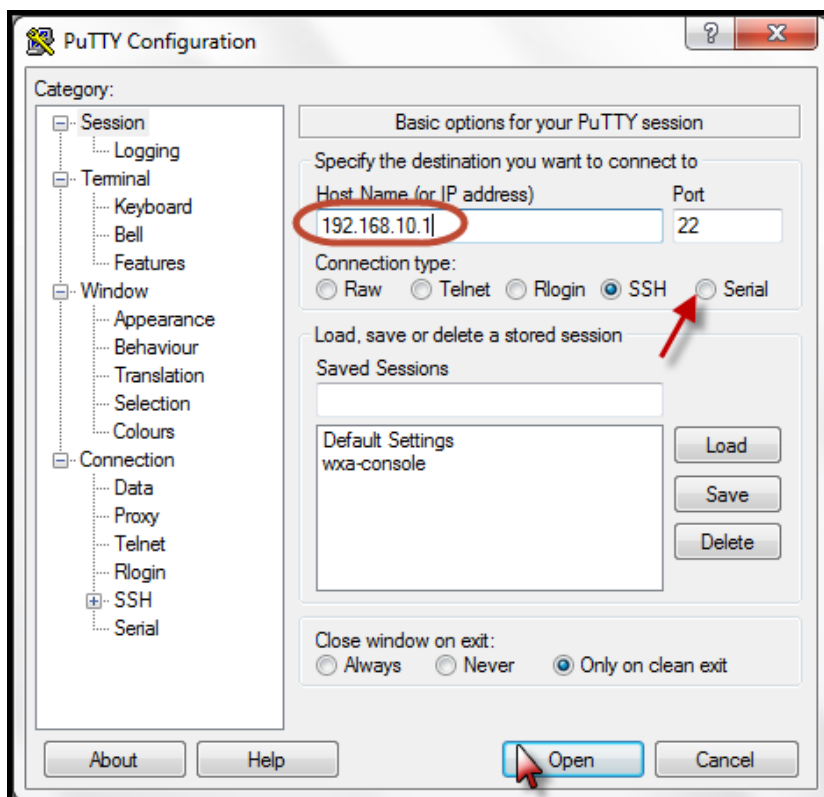 PuTTY Configuration
Category:
Session
Logging
Terminal
Keyboard
Bell
Features
Window
Appearance
Behaviour
Translation
Selection
Colours
Connection
Data
Proxy
Telnet
Rlogin
SSH
Serial
Basic options for your PuTTY session
Specify the destination you want to connect to
Host Name (or IP address) Port
192.168.10.1 22
Connection type:
Raw Telnet Rlogin SSH Serial
Load, save or delete a stored session
Saved Sessions
Default Settings
wxa-console
Load
Save
Delete
Close window on exit:
Always Never Only on clean exit
About Help Open Cancel